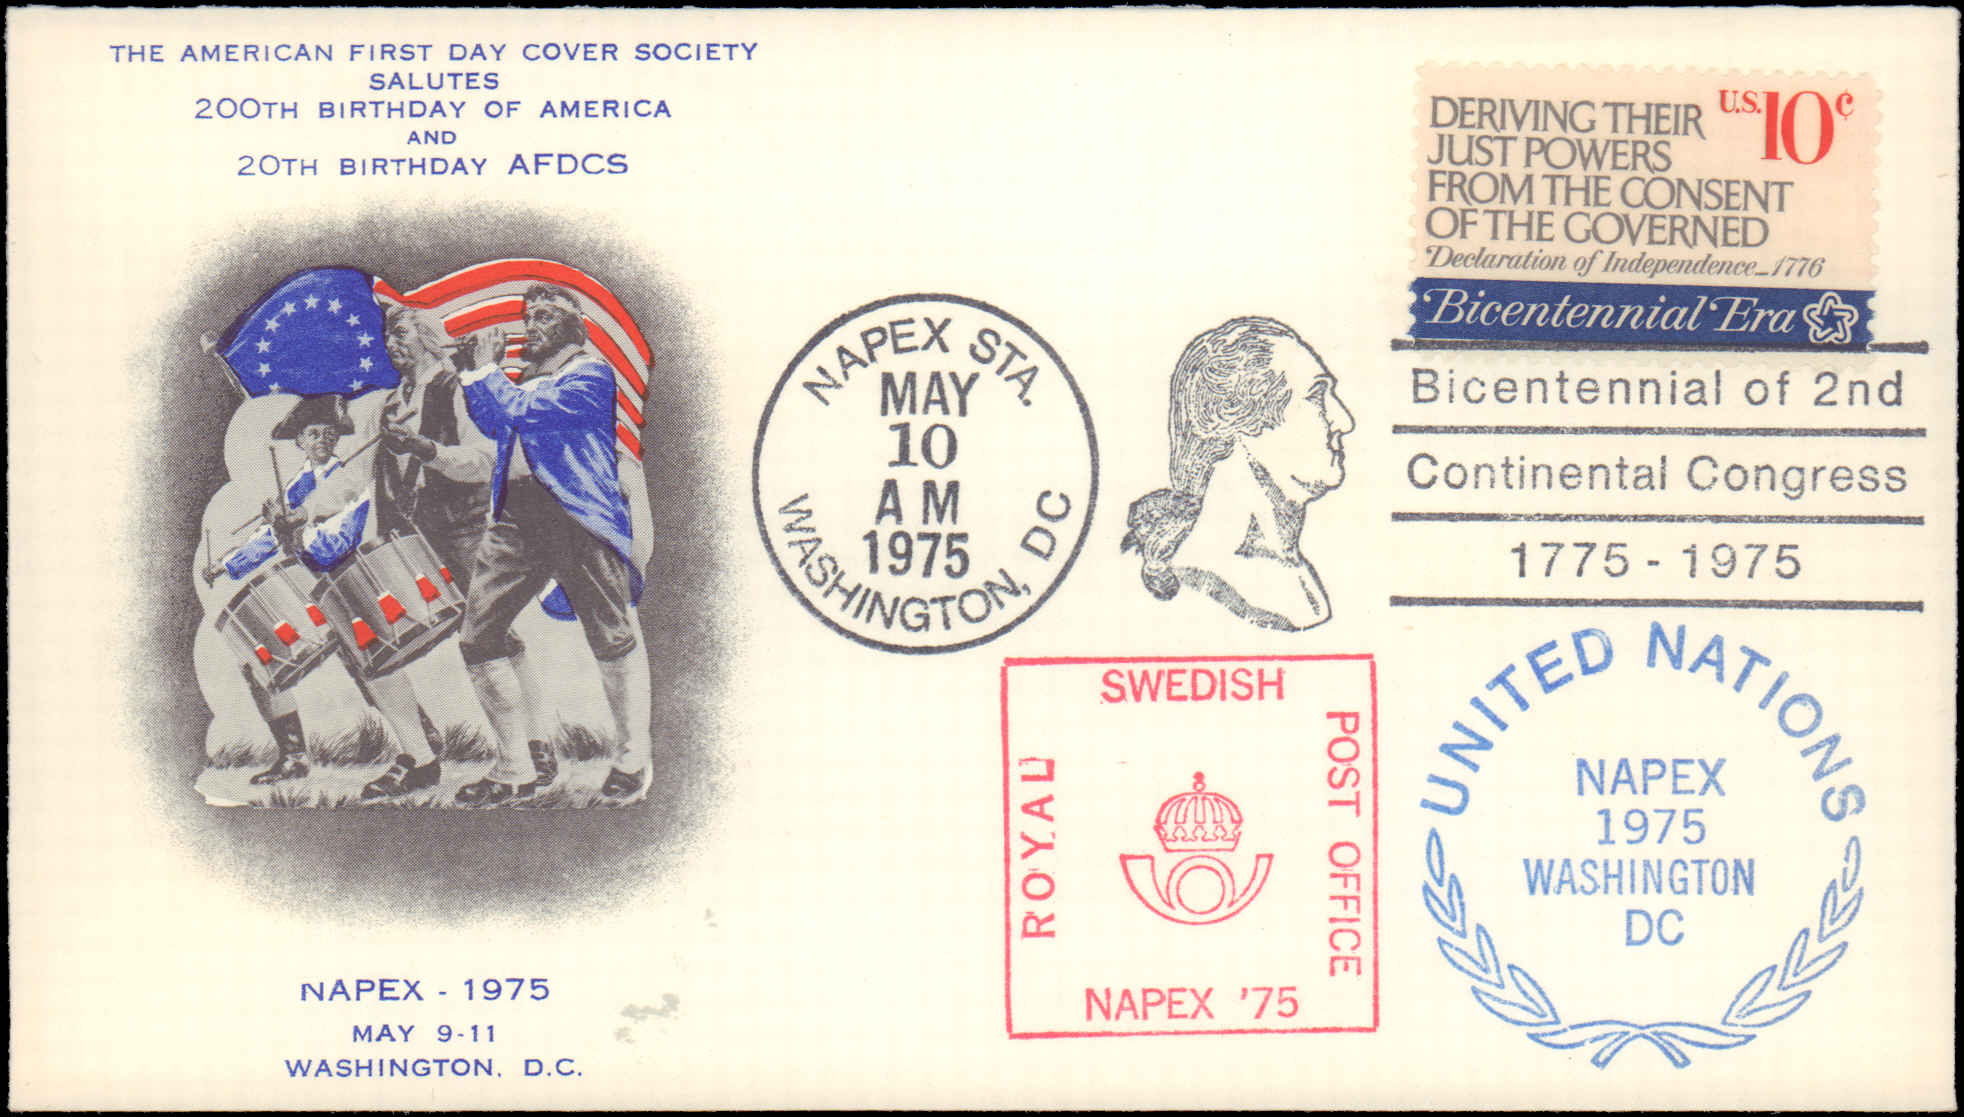 THE AMERICAN FIRST DAY COVER SOCIETY
SALUTES
200TH BIRTHDAY OF AMERICA
AND
20TH BIRTHDAY AFDCS
NAPEX - 1975
MAY 9-11
WASHINGTON, D.C.
NAPEX STA.
MAY
10
AM
1975
WASHINGTON, DC
DERIVING THEIR
JUST POWERS
FROM THE CONSENT
OF THE GOVERNED
Declaration of Independence_1776
U.S. 10¢
Bicentennial Era
Bicentennial of 2nd
Continental Congress
1775 - 1975
SWEDISH
ROYAL
POST OFFICE
NAPEX '75
UNITED NATIONS
NAPEX
1975
WASHINGTON
DC